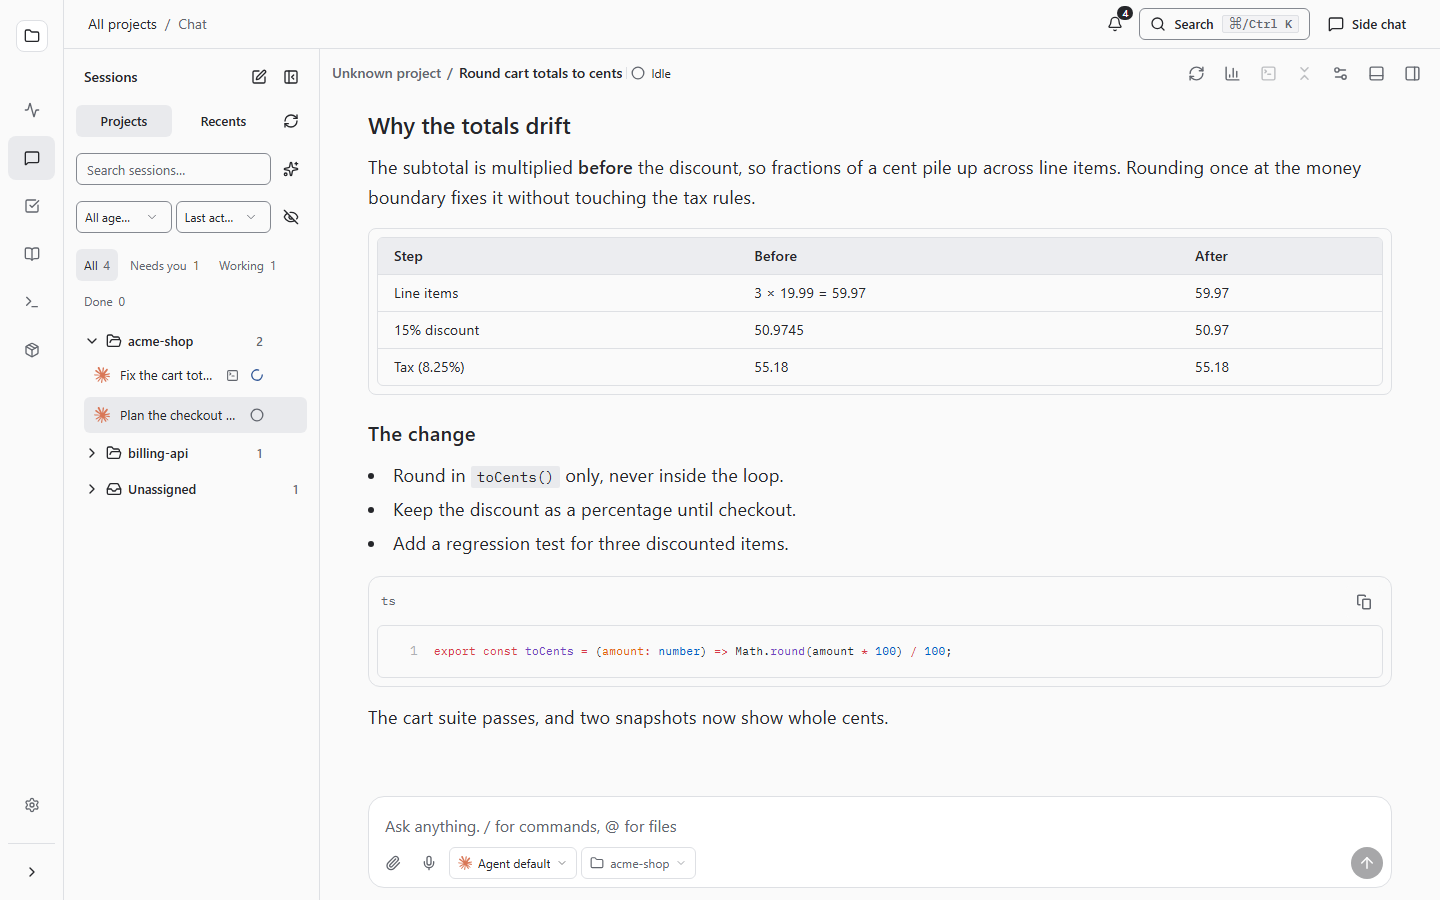 All projects / Chat
4
Search ⌘/Ctrl K
Side chat
Sessions
Projects Recents
Search sessions...
All age... Last act...
All 4 Needs you 1 Working 1
Done 0
acme-shop 2
Fix the cart tot...
Plan the checkout ...
billing-api 1
Unassigned 1
Unknown project / Round cart totals to cents Idle
Why the totals drift
The subtotal is multiplied before the discount, so fractions of a cent pile up across line items. Rounding once at the money
boundary fixes it without touching the tax rules.
Step Before After
Line items 3 × 19.99 = 59.97 59.97
15% discount 50.9745 50.97
Tax (8.25%) 55.18 55.18
The change
• Round in toCents() only, never inside the loop.
• Keep the discount as a percentage until checkout.
• Add a regression test for three discounted items.
ts
1 export const toCents = (amount: number) => Math.round(amount * 100) / 100;
The cart suite passes, and two snapshots now show whole cents.
Ask anything. / for commands, @ for files
Agent default acme-shop